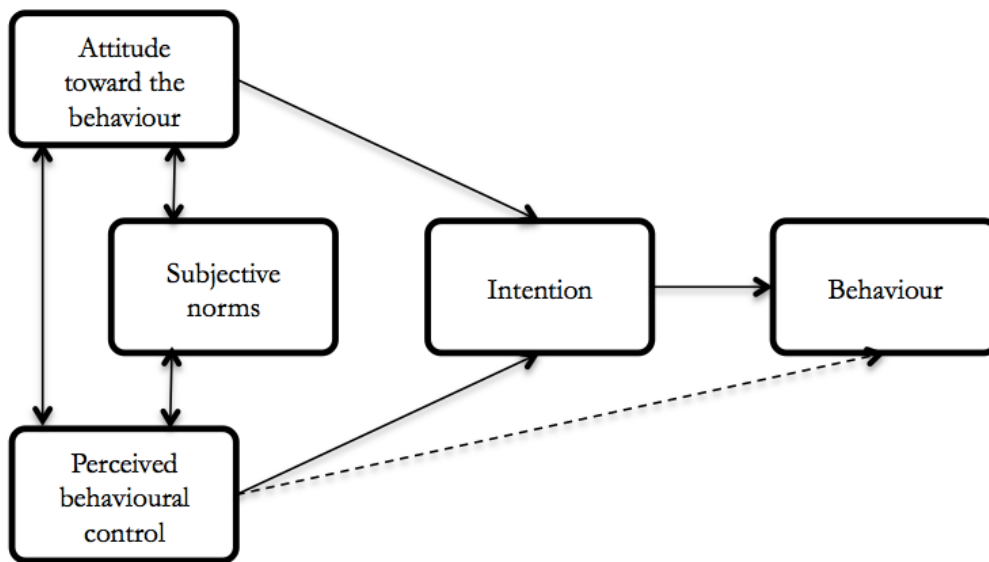 Attitude
toward the
behaviour
Subjective
norms
Intention
Behaviour
Perceived
behavioural
control